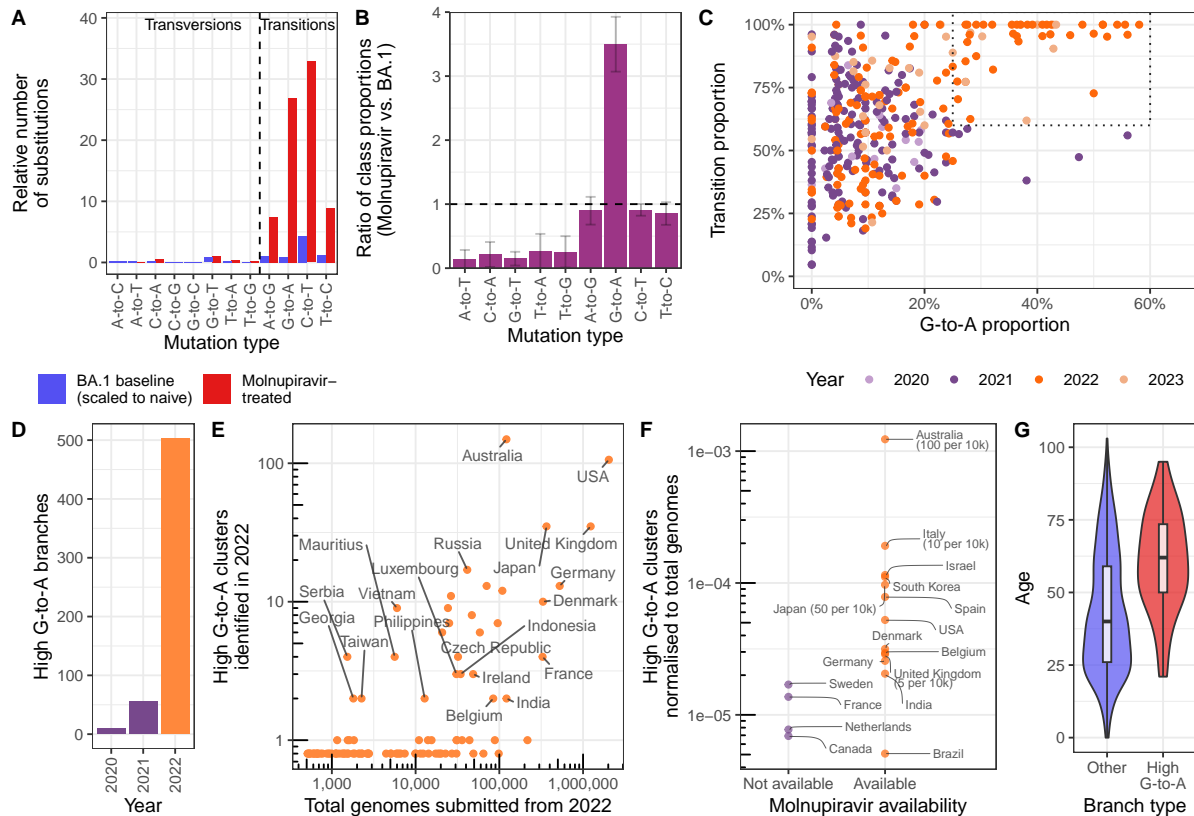 A
Relative number
of substitutions
40
30
20
10
0
Transversions
Transitions
A-to-C
A-to-T
C-to-A
C-to-G
G-to-C
G-to-T
T-to-A
T-to-G
A-to-G
G-to-A
C-to-T
T-to-C
Mutation type
BA.1 baseline
(scaled to naive)
Molnupiravir–
treated
B
Ratio of class proportions
(Molnupiravir vs. BA.1)
4
3
2
1
0
A-to-T
C-to-A
G-to-T
T-to-A
T-to-G
A-to-G
G-to-A
C-to-T
T-to-C
Mutation type
C
Transition proportion
100%
75%
50%
25%
0%
0%
20%
40%
60%
G-to-A proportion
Year
2020
2021
2022
2023
D
High G-to-A branches
500
450
400
350
300
250
200
150
100
50
0
2020
2021
2022
Year
E
High G-to-A clusters
identified in 2022
100
10
1
Australia
USA
Mauritius
Russia
Japan
United Kingdom
Luxembourg
Germany
Serbia
Vietnam
Denmark
Georgia
Philippines
Indonesia
Taiwan
Czech Republic
France
Ireland
Belgium
India
1,000
10,000
100,000
1,000,000
Total genomes submitted from 2022
F
High G-to-A clusters
normalised to total genomes
1e−03
1e−04
1e−05
Australia
(100 per 10k)
Italy
(10 per 10k)
Israel
South Korea
Japan (50 per 10k)
Spain
USA
Denmark
Belgium
Germany
United Kingdom
(5 per 10k)
Sweden
France
India
Netherlands
Canada
Brazil
Not available
Available
Molnupiravir availability
G
Age
100
75
50
25
0
Other
High
G-to-A
Branch type